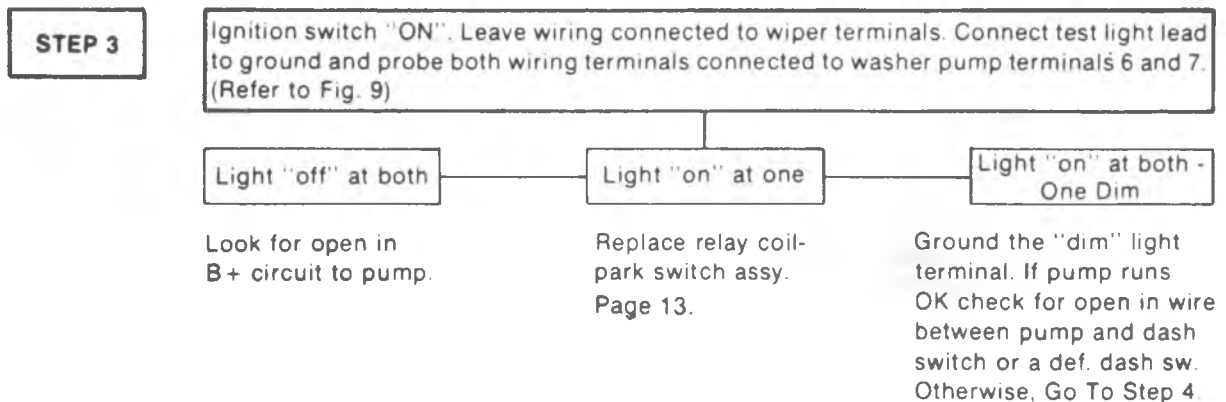 STEP 3
Ignition switch "ON". Leave wiring connected to wiper terminals. Connect test light lead
to ground and probe both wiring terminals connected to washer pump terminals 6 and 7.
(Refer to Fig. 9)
Light "off" at both
Light "on" at one
Light "on" at both -
One Dim
Look for open in
B+ circuit to pump.
Replace relay coil-
park switch assy.
Page 13.
Ground the "dim" light
terminal. If pump runs
OK check for open in wire
between pump and dash
switch or a def. dash sw.
Otherwise, Go To Step 4.